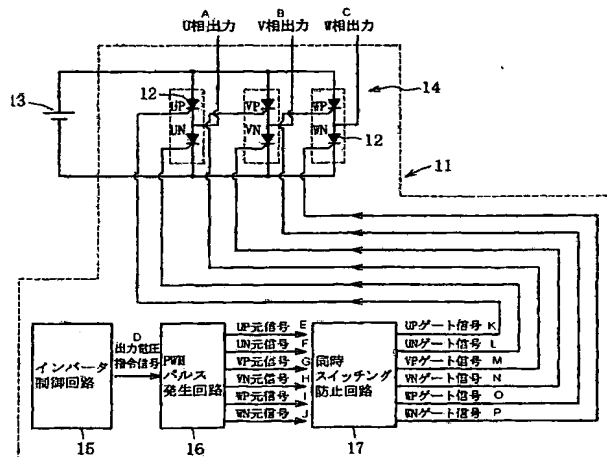 A B C
U相出力 V相出力 W相出力
12
14
13
UP VP WP
UN VN WN
12
11
D
出力電圧
指令信号
インバータ
制御回路
PWM
パルス
発生回路
UP元信号 E
UN元信号 F
VP元信号 G
VN元信号 H
WP元信号 I
WN元信号 J
同時
スイッチング
防止回路
UPゲート信号 K
UNゲート信号 L
VPゲート信号 M
VNゲート信号 N
WPゲート信号 O
WNゲート信号 P
15 16 17